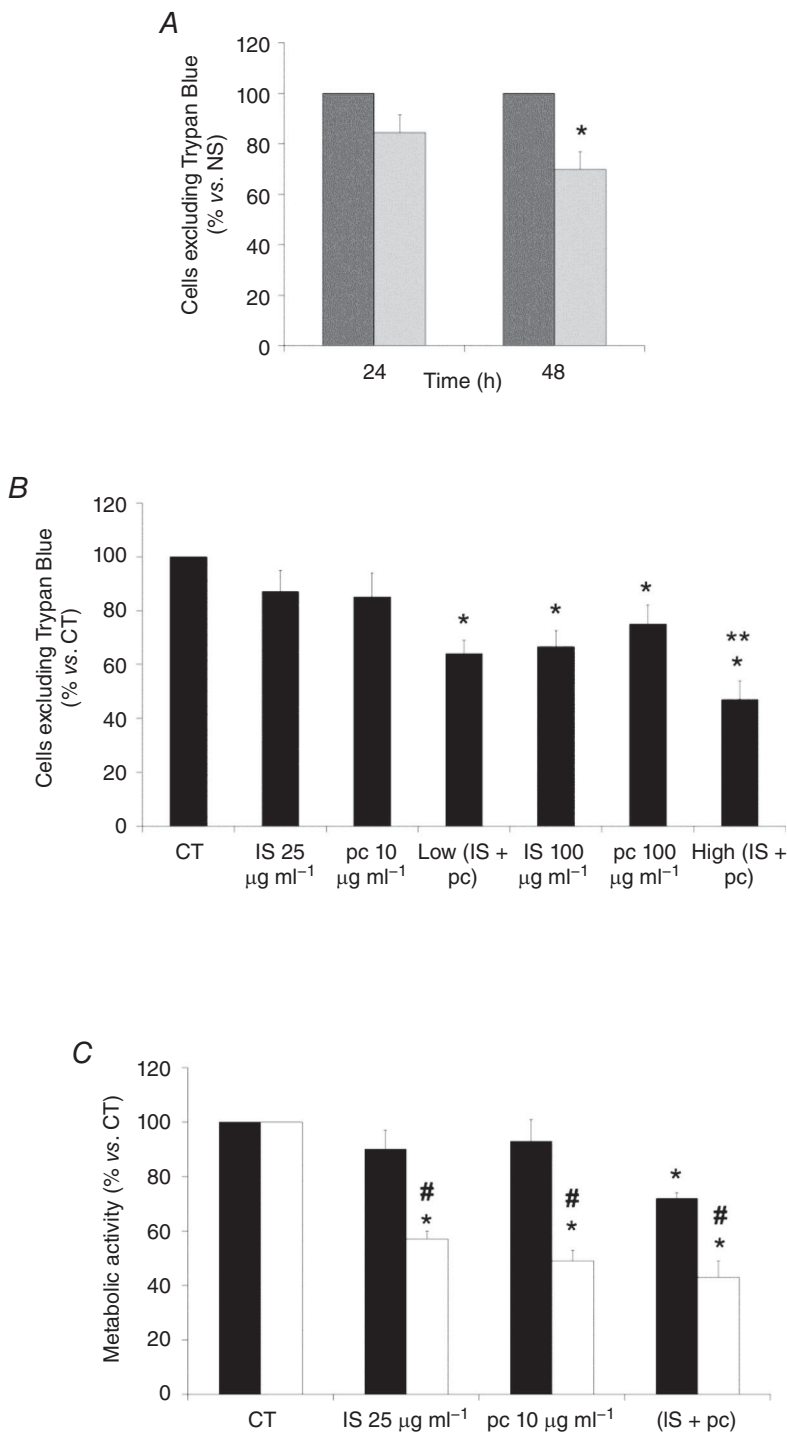 A
Cells excluding Trypan Blue
(% vs. NS)
120
100
80
60
40
20
0
*
24
48
Time (h)
B
Cells excluding Trypan Blue
(% vs. CT)
120
100
80
60
40
20
0
*
*
*
**
*
CT
IS 25
µg ml⁻¹
pc 10
µg ml⁻¹
Low (IS +
pc)
IS 100
µg ml⁻¹
pc 100
µg ml⁻¹
High (IS +
pc)
C
Metabolic activity (% vs. CT)
120
100
80
60
40
20
0
#
*
#
*
*
#
*
CT
IS 25 µg ml⁻¹
pc 10 µg ml⁻¹
(IS + pc)